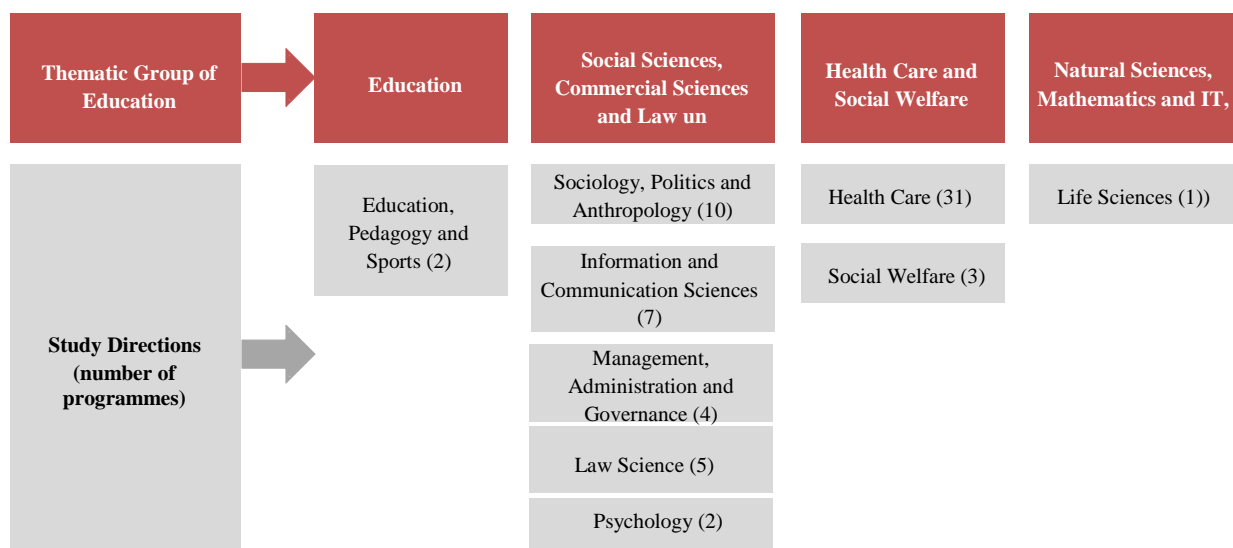 Thematic Group of
Education
Education
Social Sciences,
Commercial Sciences
and Law un
Health Care and
Social Welfare
Natural Sciences,
Mathematics and IT,
Study Directions
(number of
programmes)
Education,
Pedagogy and
Sports (2)
Sociology, Politics and
Anthropology (10)
Information and
Communication Sciences
(7)
Management,
Administration and
Governance (4)
Law Science (5)
Psychology (2)
Health Care (31)
Social Welfare (3)
Life Sciences (1))